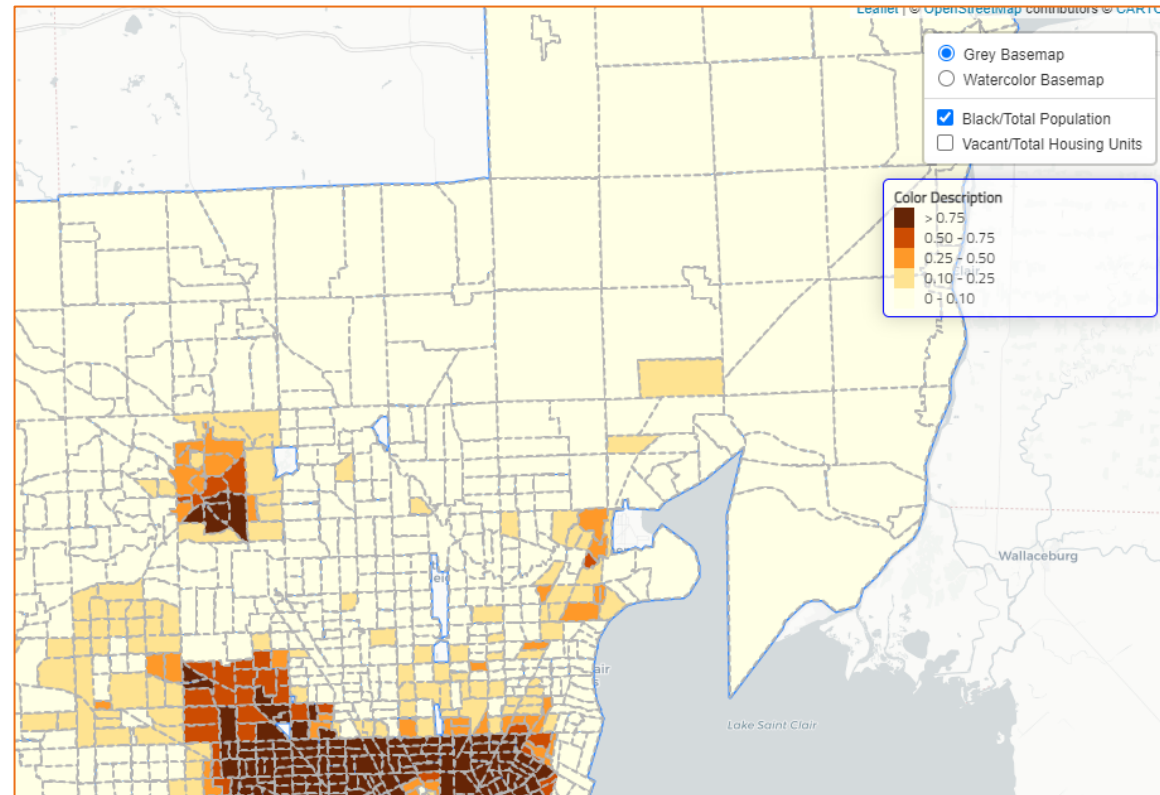 Leaflet | © OpenStreetMap contributors © CARTO
Grey Basemap
Watercolor Basemap
Black/Total Population
Vacant/Total Housing Units
Color Description
> 0.75
0.50 - 0.75
0.25 - 0.50
0.10 - 0.25
0 - 0.10
Wallaceburg
Lake Saint Clair